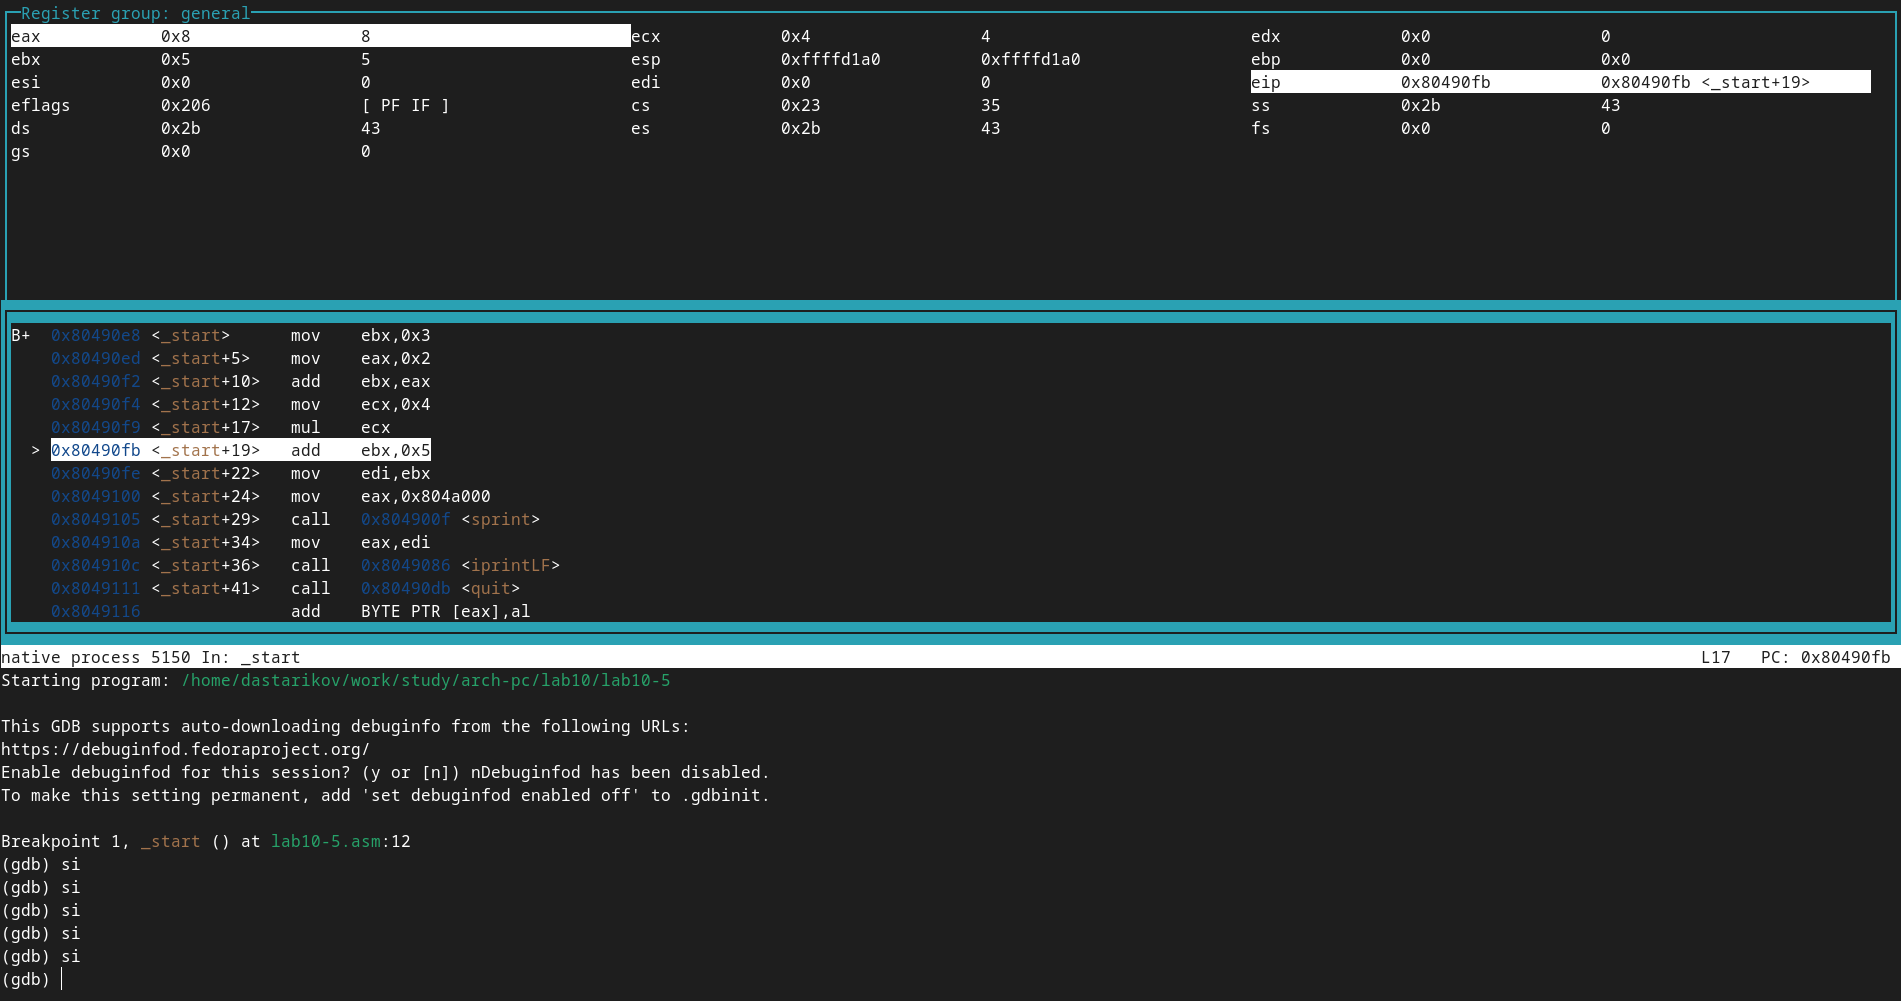 Register group: general
eax 0x8 8 ecx 0x4 4 edx 0x0 0
ebx 0x5 5 esp 0xffffd1a0 0xffffd1a0 ebp 0x0 0x0
esi 0x0 0 edi 0x0 0 eip 0x80490fb 0x80490fb <_start+19>
eflags 0x206 [ PF IF ] cs 0x23 35 ss 0x2b 43
ds 0x2b 43 es 0x2b 43 fs 0x0 0
gs 0x0 0
B+ 0x80490e8 <_start> mov ebx,0x3
0x80490ed <_start+5> mov eax,0x2
0x80490f2 <_start+10> add ebx,eax
0x80490f4 <_start+12> mov ecx,0x4
0x80490f9 <_start+17> mul ecx
> 0x80490fb <_start+19> add ebx,0x5
0x80490fe <_start+22> mov edi,ebx
0x8049100 <_start+24> mov eax,0x804a000
0x8049105 <_start+29> call 0x804900f <sprint>
0x804910a <_start+34> mov eax,edi
0x804910c <_start+36> call 0x8049086 <iprintLF>
0x8049111 <_start+41> call 0x80490db <quit>
0x8049116 add BYTE PTR [eax],al
native process 5150 In: _start L17 PC: 0x80490fb
Starting program: /home/dastarikov/work/study/arch-pc/lab10/lab10-5
This GDB supports auto-downloading debuginfo from the following URLs:
https://debuginfod.fedoraproject.org/
Enable debuginfod for this session? (y or [n]) nDebuginfod has been disabled.
To make this setting permanent, add 'set debuginfod enabled off' to .gdbinit.
Breakpoint 1, _start () at lab10-5.asm:12
(gdb) si
(gdb) si
(gdb) si
(gdb) si
(gdb) si
(gdb)